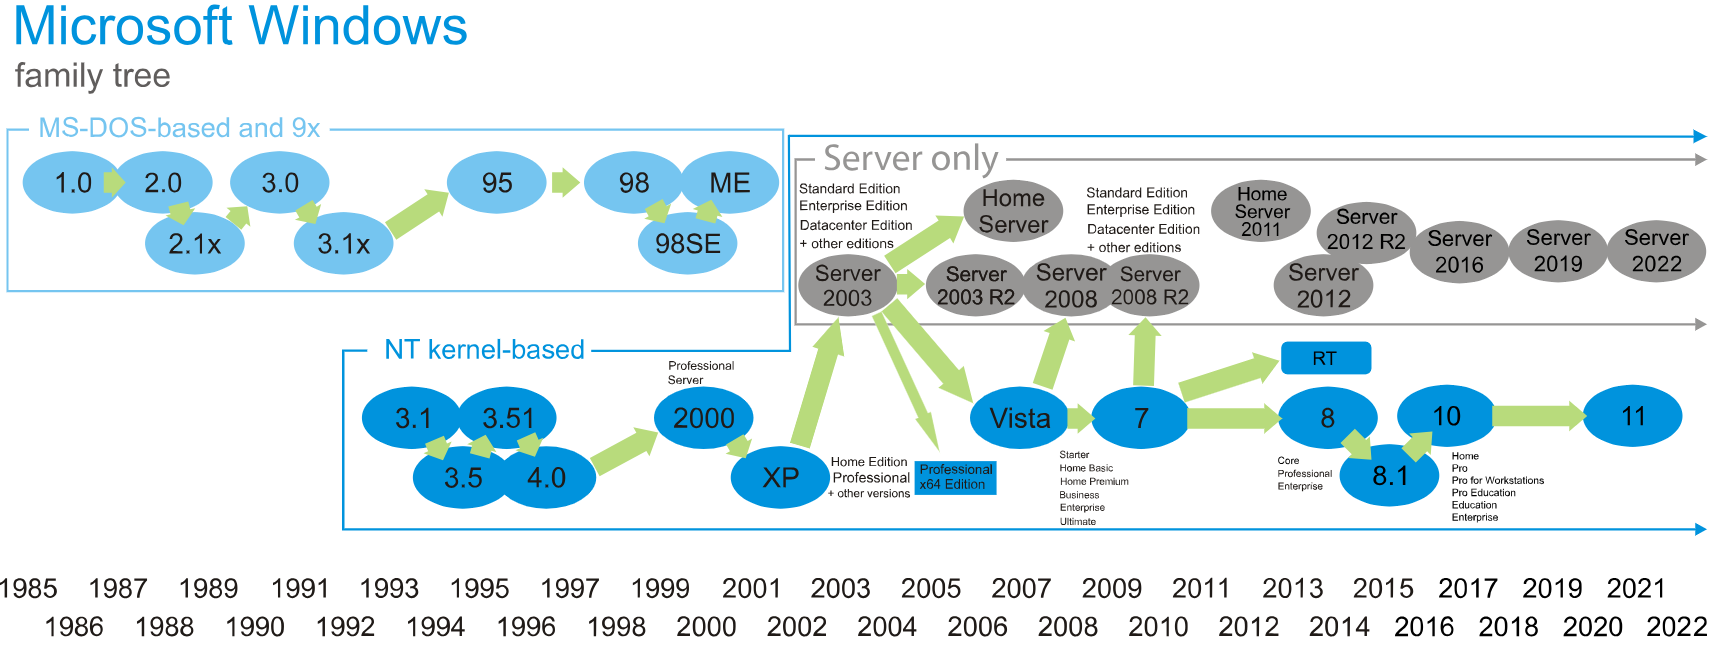 Microsoft Windows
family tree
MS-DOS-based and 9x
1.0
2.0
2.1x
3.0
3.1x
95
98
98SE
ME
Server only
Standard Edition
Enterprise Edition
Datacenter Edition
+ other editions
Server
2003
Home
Server
Server
2003 R2
Server
2008
Standard Edition
Enterprise Edition
Datacenter Edition
+ other editions
Server
2008 R2
Home
Server
2011
Server
2012
Server
2012 R2
Server
2016
Server
2019
Server
2022
NT kernel-based
3.1
3.5
3.51
4.0
Professional
Server
2000
XP
Home Edition
Professional
+ other versions
Professional
x64 Edition
Vista
Starter
Home Basic
Home Premium
Business
Enterprise
Ultimate
7
RT
8
Core
Professional
Enterprise
8.1
10
Home
Pro
Pro for Workstations
Pro Education
Education
Enterprise
11
1985 1987 1989 1991 1993 1995 1997 1999 2001 2003 2005 2007 2009 2011 2013 2015 2017 2019 2021
1986 1988 1990 1992 1994 1996 1998 2000 2002 2004 2006 2008 2010 2012 2014 2016 2018 2020 2022